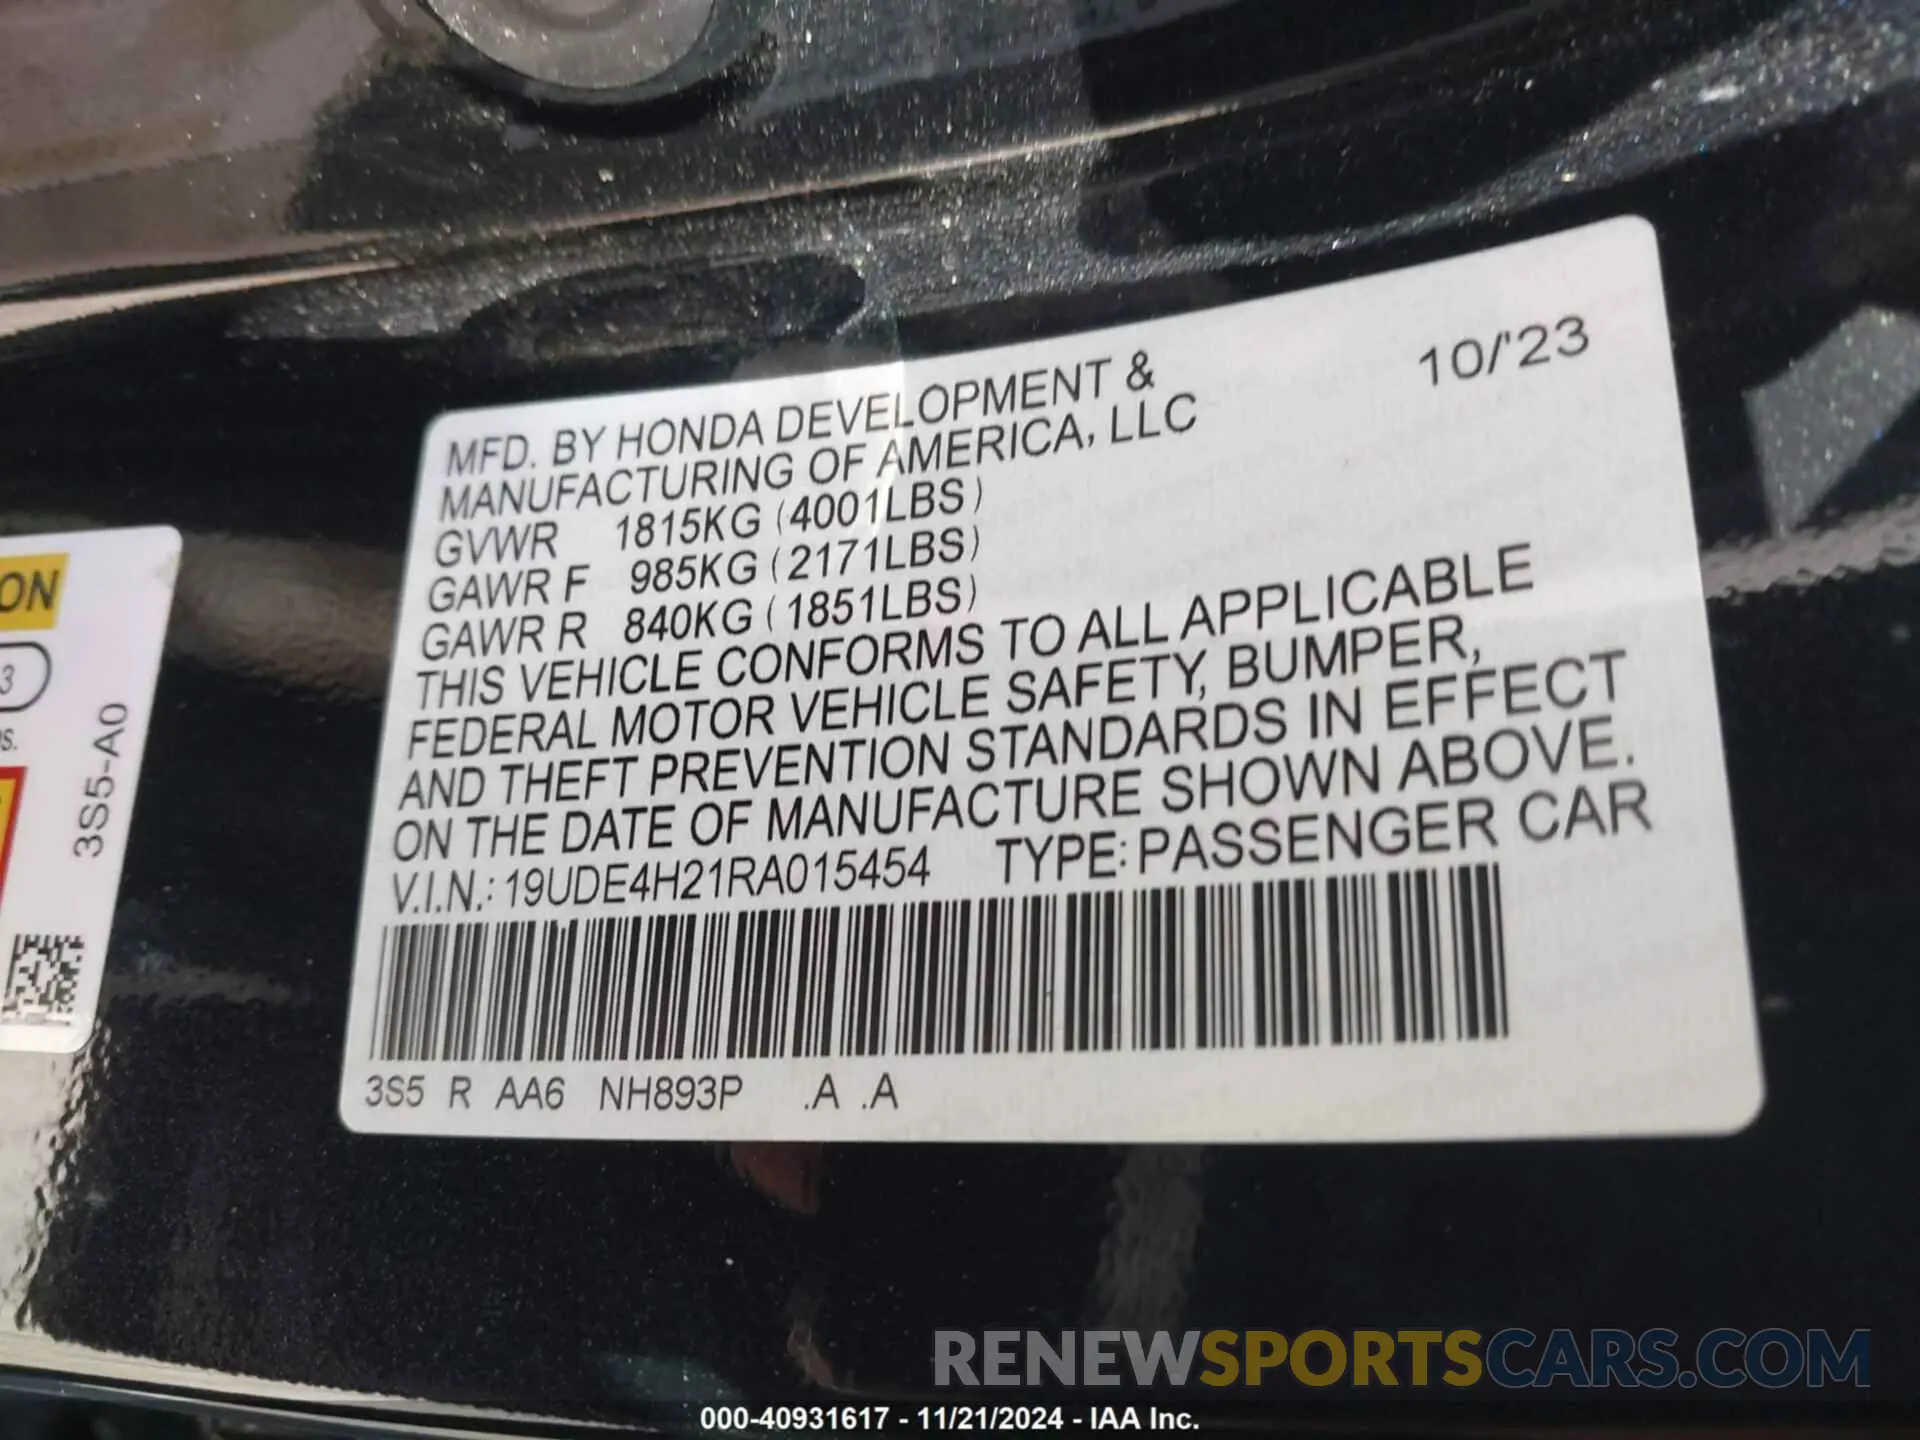 10/'23
MFD. BY HONDA DEVELOPMENT &
MANUFACTURING OF AMERICA, LLC
GVWR 1815KG (4001LBS)
GAWR F 985KG (2171LBS)
GAWR R 840KG (1851LBS)
THIS VEHICLE CONFORMS TO ALL APPLICABLE
FEDERAL MOTOR VEHICLE SAFETY, BUMPER,
AND THEFT PREVENTION STANDARDS IN EFFECT
ON THE DATE OF MANUFACTURE SHOWN ABOVE.
V.I.N.: 19UDE4H21RA015454 TYPE: PASSENGER CAR
3S5 R AA6 NH893P .A .A
ON
3
s.
3S5-A0
RENEWSPORTSCARS.COM
000-40931617 - 11/21/2024 - IAA Inc.